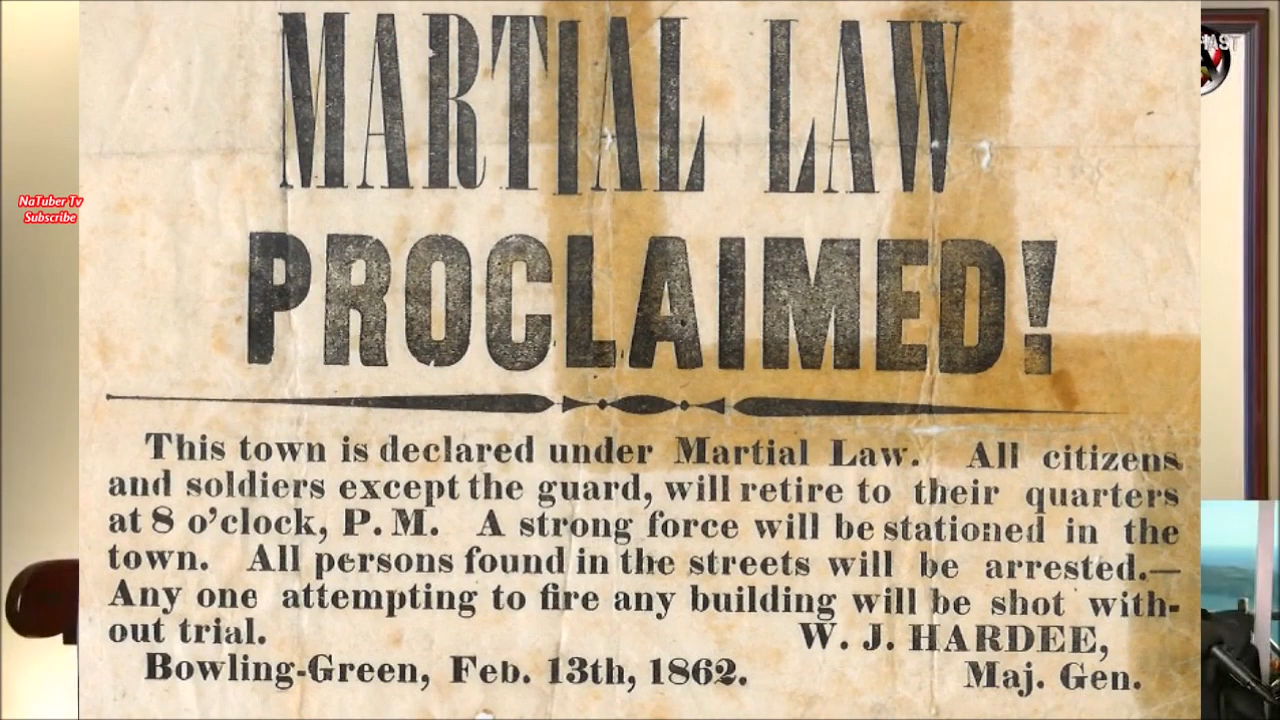 MARTIAL LAW
PROCLAIMED!
NaTuber Tv
Subscribe
This town is declared under Martial Law. All citizens
and soldiers except the guard, will retire to their quarters
at 8 o'clock, P. M. A strong force will be stationed in the
town. All persons found in the streets will be arrested.—
Any one attempting to fire any building will be shot with-
out trial.
W. J. HARDEE,
Bowling-Green, Feb. 13th, 1862.
Maj. Gen.